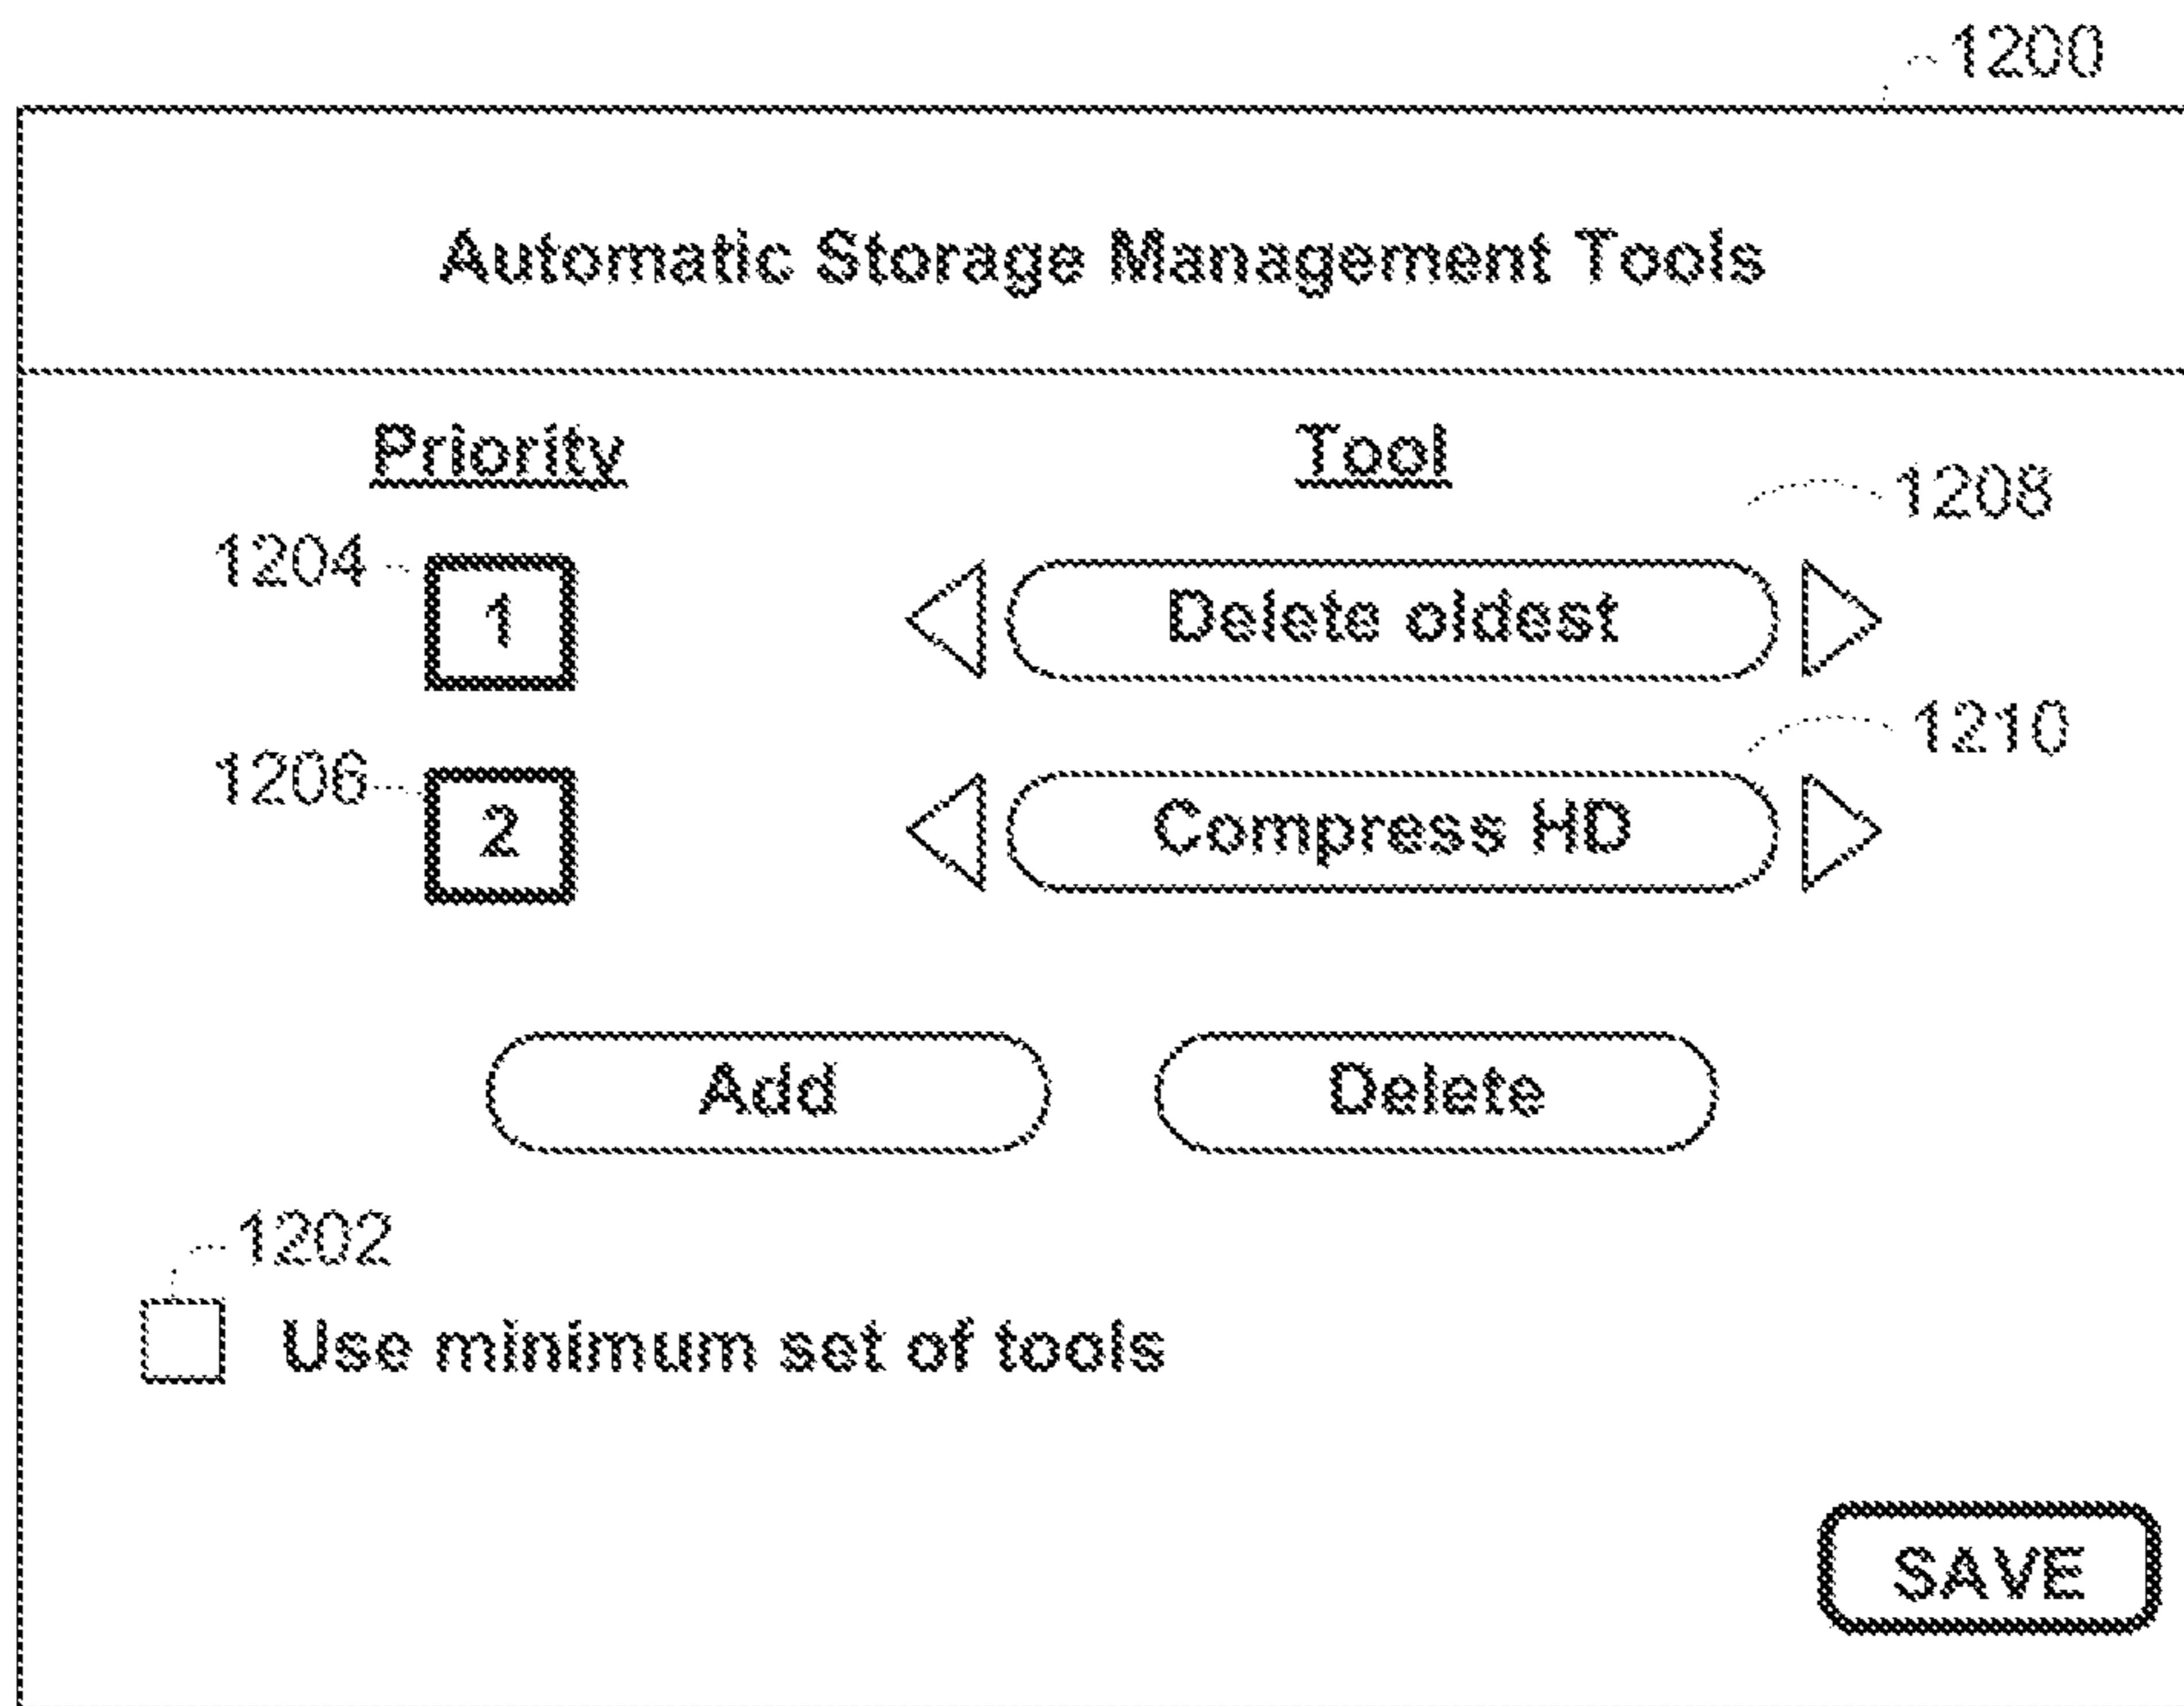 1200
Automatic Storage Management Tools
Priority Tool
1208
1204 1 Delete oldest
1210
1206 2 Compress HD
Add Delete
1202
Use minimum set of tools
SAVE